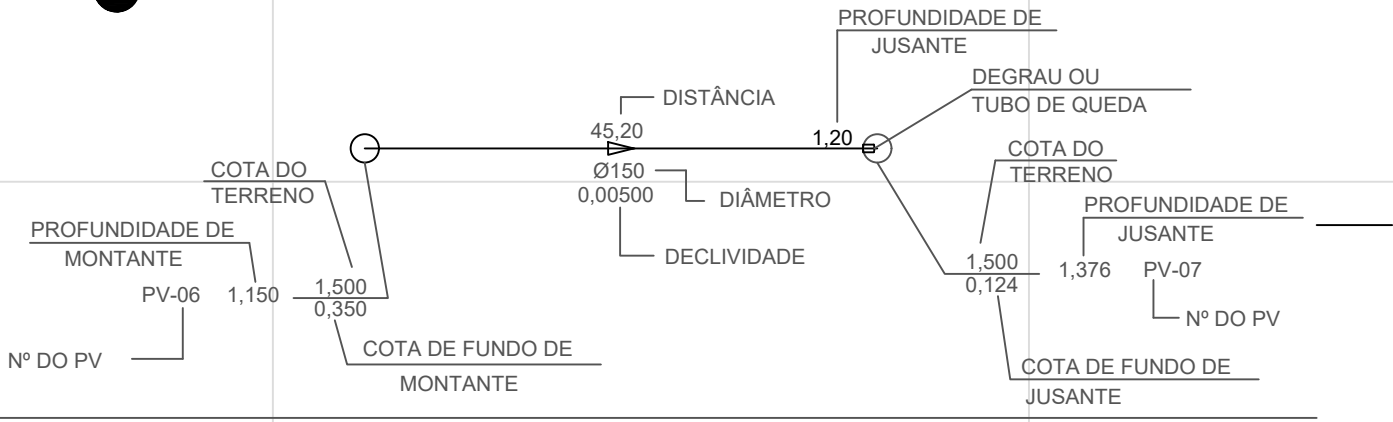 PROFUNDIDADE DE
JUSANTE
DEGRAU OU
TUBO DE QUEDA
DISTÂNCIA
45,20
1,20
Ø150
0,00500
DIÂMETRO
DECLIVIDADE
COTA DO
TERRENO
PROFUNDIDADE DE
MONTANTE
PV-06
1,150
1,500
0,350
Nº DO PV
COTA DE FUNDO DE
MONTANTE
COTA DO
TERRENO
PROFUNDIDADE DE
JUSANTE
1,500
0,124
1,376
PV-07
Nº DO PV
COTA DE FUNDO DE
JUSANTE